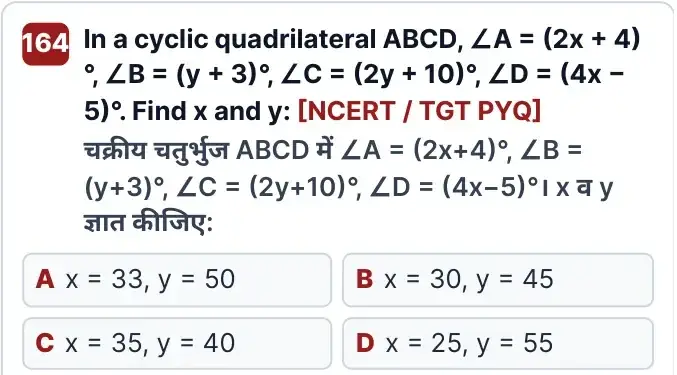 164 In a cyclic quadrilateral ABCD, ∠A = (2x + 4)
°, ∠B = (y + 3)°, ∠C = (2y + 10)°, ∠D = (4x −
5)°. Find x and y: [NCERT / TGT PYQ]
चक्रीय चतुर्भुज ABCD में ∠A = (2x+4)°, ∠B =
(y+3)°, ∠C = (2y+10)°, ∠D = (4x−5)°। x व y
ज्ञात कीजिए:
A x = 33, y = 50
B x = 30, y = 45
C x = 35, y = 40
D x = 25, y = 55